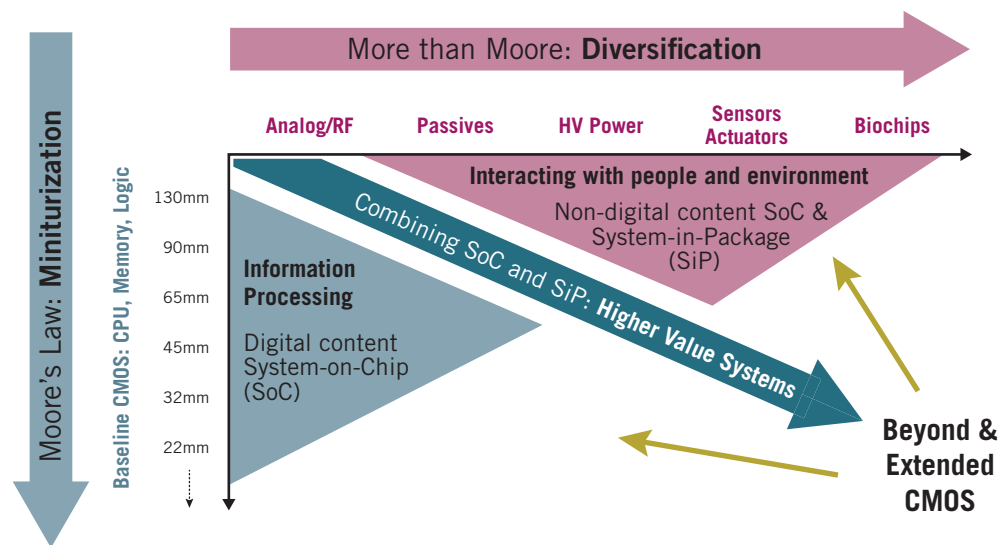 More than Moore: Diversification
Analog/RF
Passives
HV Power
Sensors
Actuators
Biochips
Moore's Law: Miniturization
Baseline CMOS: CPU, Memory, Logic
130mm
90mm
65mm
45mm
32mm
22mm
Interacting with people and environment
Non-digital content SoC &
System-in-Package
(SiP)
Combining SoC and SiP: Higher Value Systems
Information
Processing
Digital content
System-on-Chip
(SoC)
Beyond &
Extended
CMOS